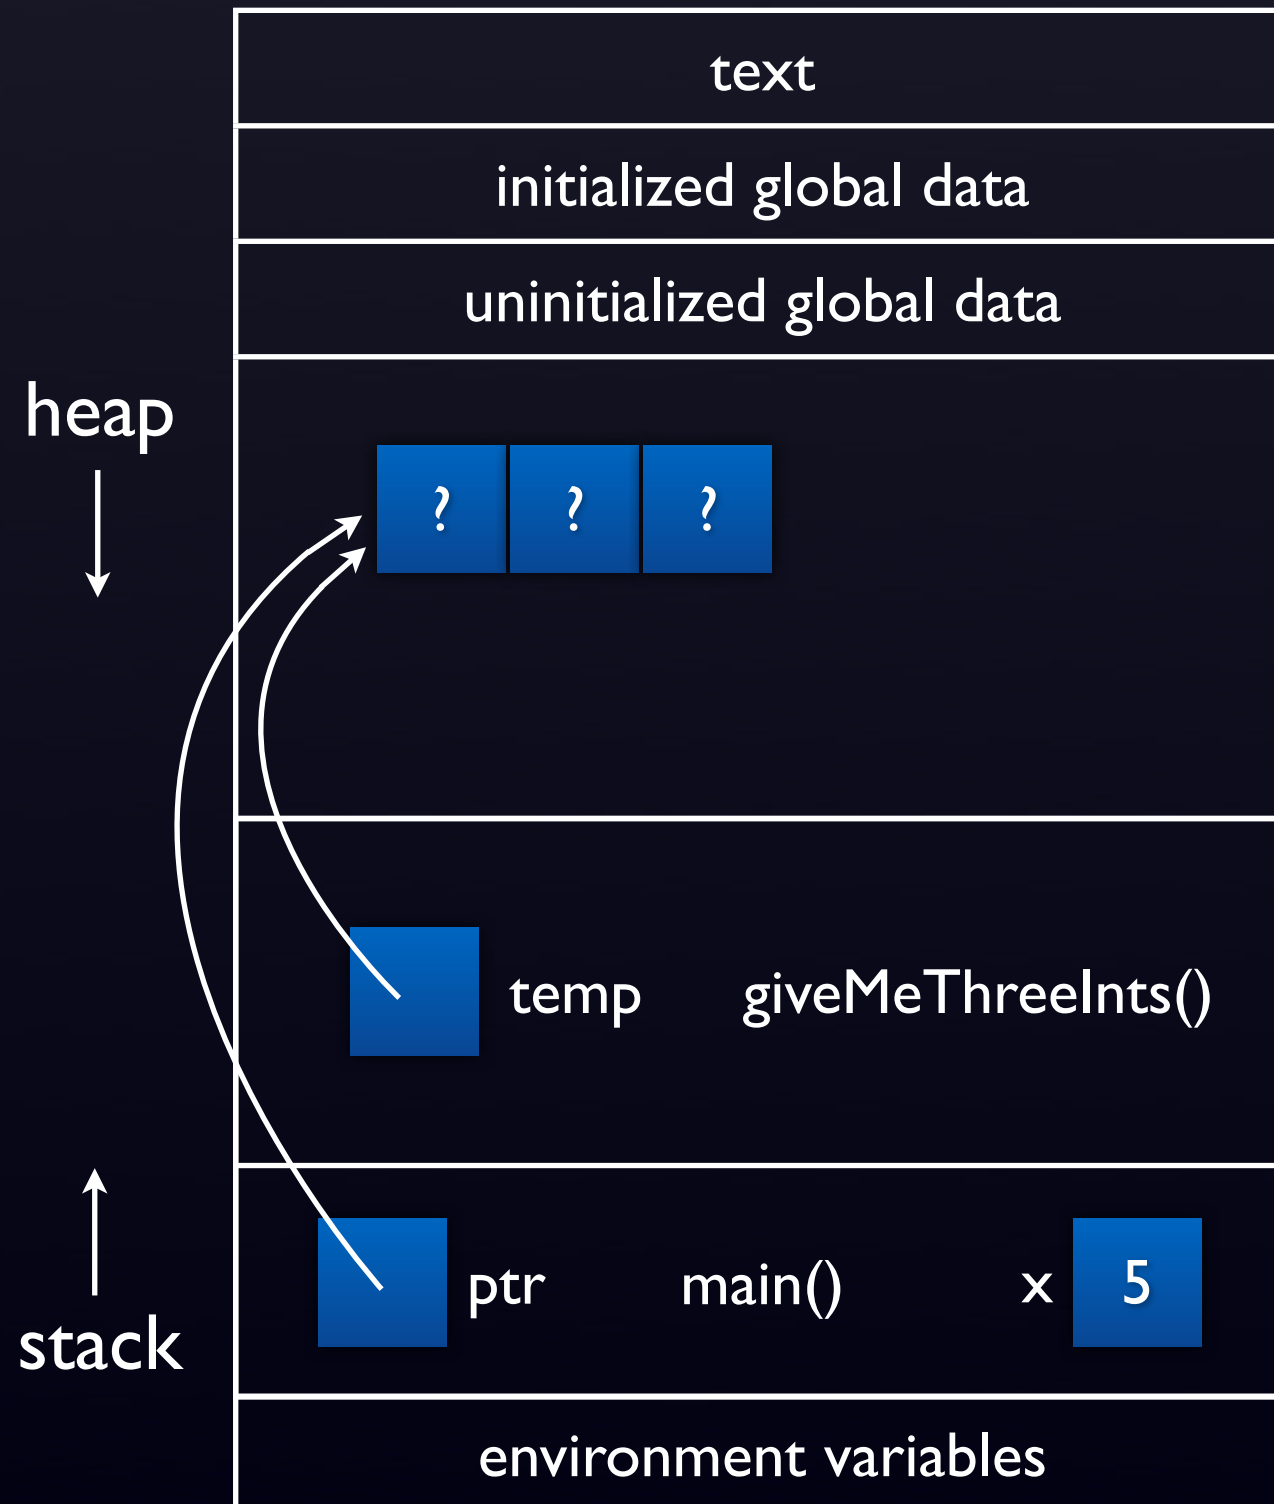 text
initialized global data
uninitialized global data
heap
? ? ?
temp giveMeThreeInts()
ptr main() x 5
stack
environment variables